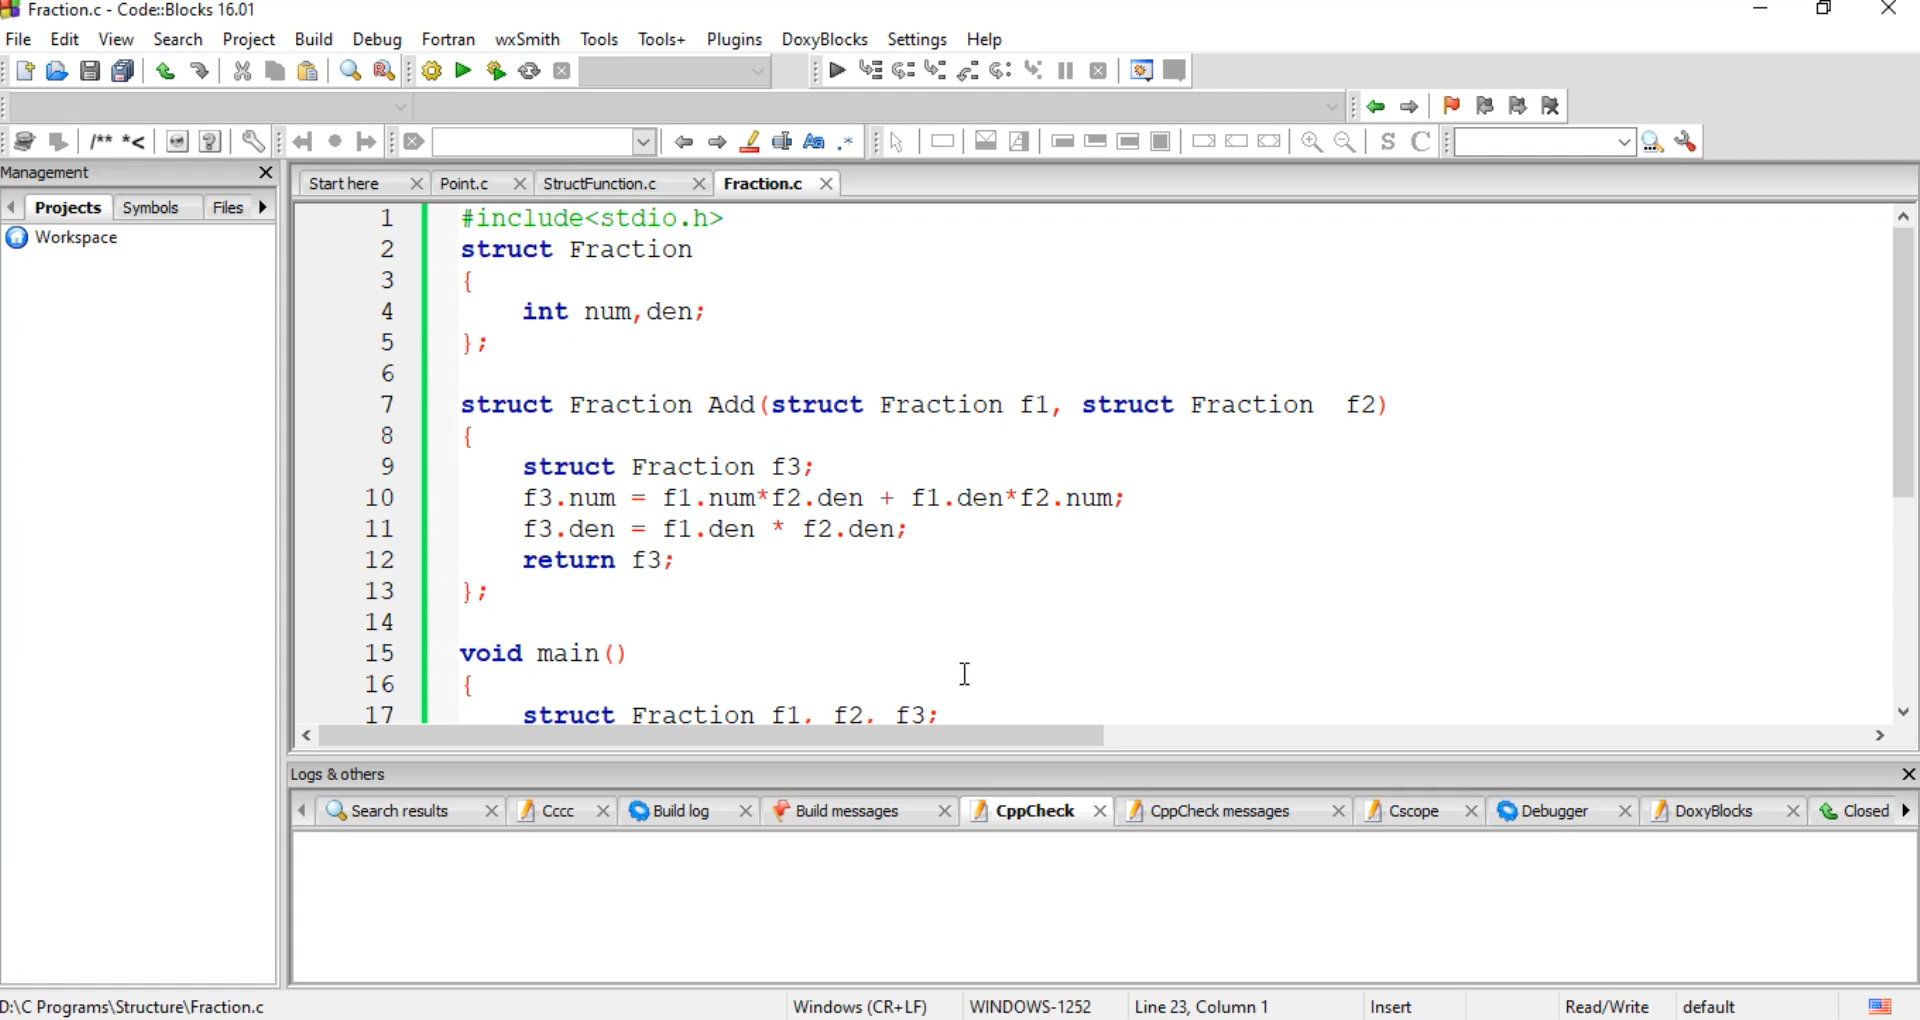 Fraction.c - Code::Blocks 16.01
File Edit View Search Project Build Debug Fortran wxSmith Tools Tools+ Plugins DoxyBlocks Settings Help
/** *<
Aa .*
S C
Management
Projects Symbols Files
Workspace
Start here Point.c StructFunction.c Fraction.c
1 #include<stdio.h>
2 struct Fraction
3 {
4 int num,den;
5 };
6
7 struct Fraction Add(struct Fraction f1, struct Fraction f2)
8 {
9 struct Fraction f3;
10 f3.num = f1.num*f2.den + f1.den*f2.num;
11 f3.den = f1.den * f2.den;
12 return f3;
13 };
14
15 void main()
16 {
17 struct Fraction f1, f2, f3;
Logs & others
Search results Cccc Build log Build messages CppCheck CppCheck messages Cscope Debugger DoxyBlocks Closed
D:\C Programs\Structure\Fraction.c Windows (CR+LF) WINDOWS-1252 Line 23, Column 1 Insert Read/Write default